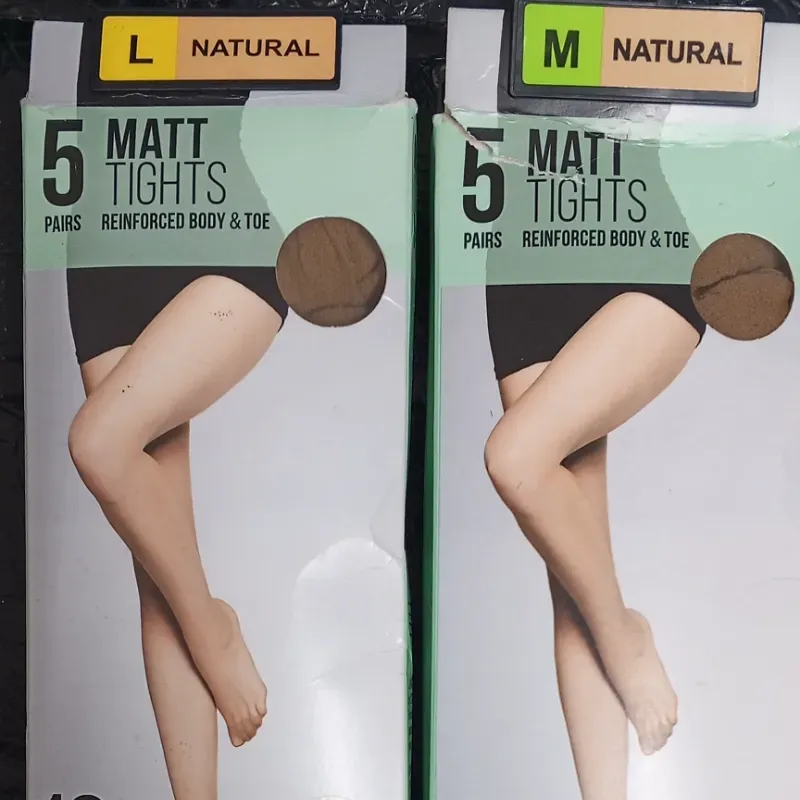 L NATURAL
5 MATT
TIGHTS
PAIRS REINFORCED BODY & TOE
M NATURAL
5 MATT
TIGHTS
PAIRS REINFORCED BODY & TOE